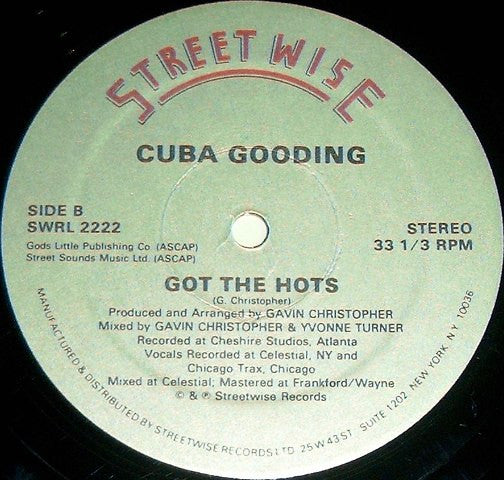 STREETWISE
CUBA GOODING
SIDE B
SWRL 2222
Gods Little Publishing Co (ASCAP)
Street Sounds Music Ltd. (ASCAP)
STEREO
33 1/3 RPM
GOT THE HOTS
(G. Christopher)
Produced and Arranged by GAVIN CHRISTOPHER
Mixed by GAVIN CHRISTOPHER & YVONNE TURNER
Recorded at Cheshire Studios, Atlanta
Vocals Recorded at Celestial, NY and
Chicago Trax, Chicago
Mixed at Celestial; Mastered at Frankford/Wayne
© & ℗ Streetwise Records
MANUFACTURED & DISTRIBUTED BY STREETWISE RECORDS LTD. 25 W 43 ST. SUITE 1202 NEW YORK, N.Y. 10036